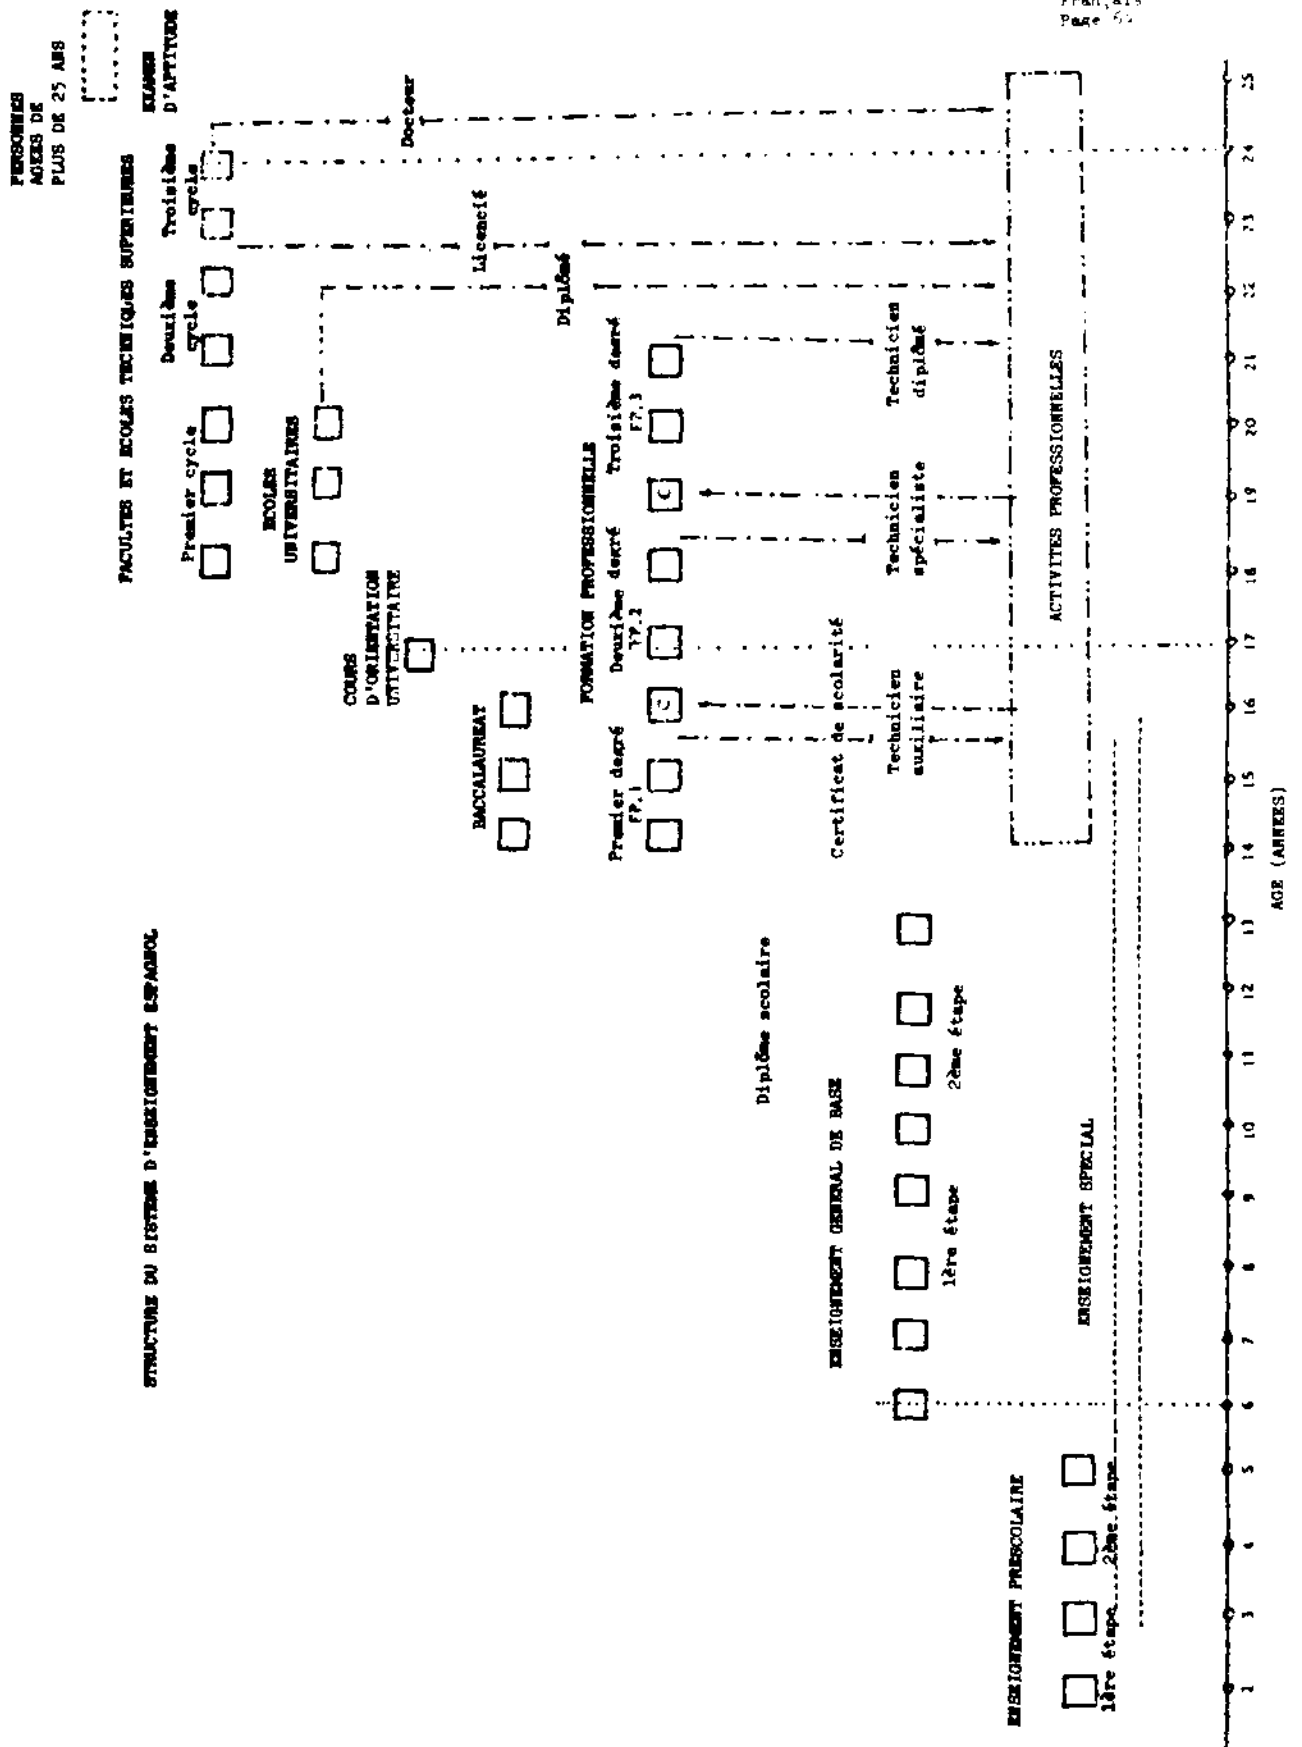 Français
Page 6
PERSONNES
AGEES DE
PLUS DE 25 ANS
EXAMEN
D'APTITUDE
FACULTES ET ECOLES TECHNIQUES SUPERIEURES
Premier cycle
Deuxième
cycle
Troisième
cycle
Docteur
ECOLES
UNIVERSITAIRES
Licencié
Diplômé
COURS
D'ORIENTATION
UNIVERSITAIRE
BACCALAUREAT
FORMATION PROFESSIONNELLE
Premier degré
FP.1
Deuxième degré
FP.2
Troisième degré
FP.3
C
C
Certificat de scolarité
Technicien
auxiliaire
Technicien
spécialiste
Technicien
diplômé
ACTIVITES PROFESSIONNELLES
STRUCTURE DU SISTEME D'ENSEIGNEMENT ESPAGNOL
Diplôme scolaire
ENSEIGNEMENT GENERAL DE BASE
1ère étape
2ème étape
ENSEIGNEMENT SPECIAL
ENSEIGNEMENT PRESCOLAIRE
1ère étape
2ème étape
3 4 5 6 7 8 9 10 11 12 13 14 15 16 17 18 19 20 21 22 23 24 25
AGE (ANNEES)